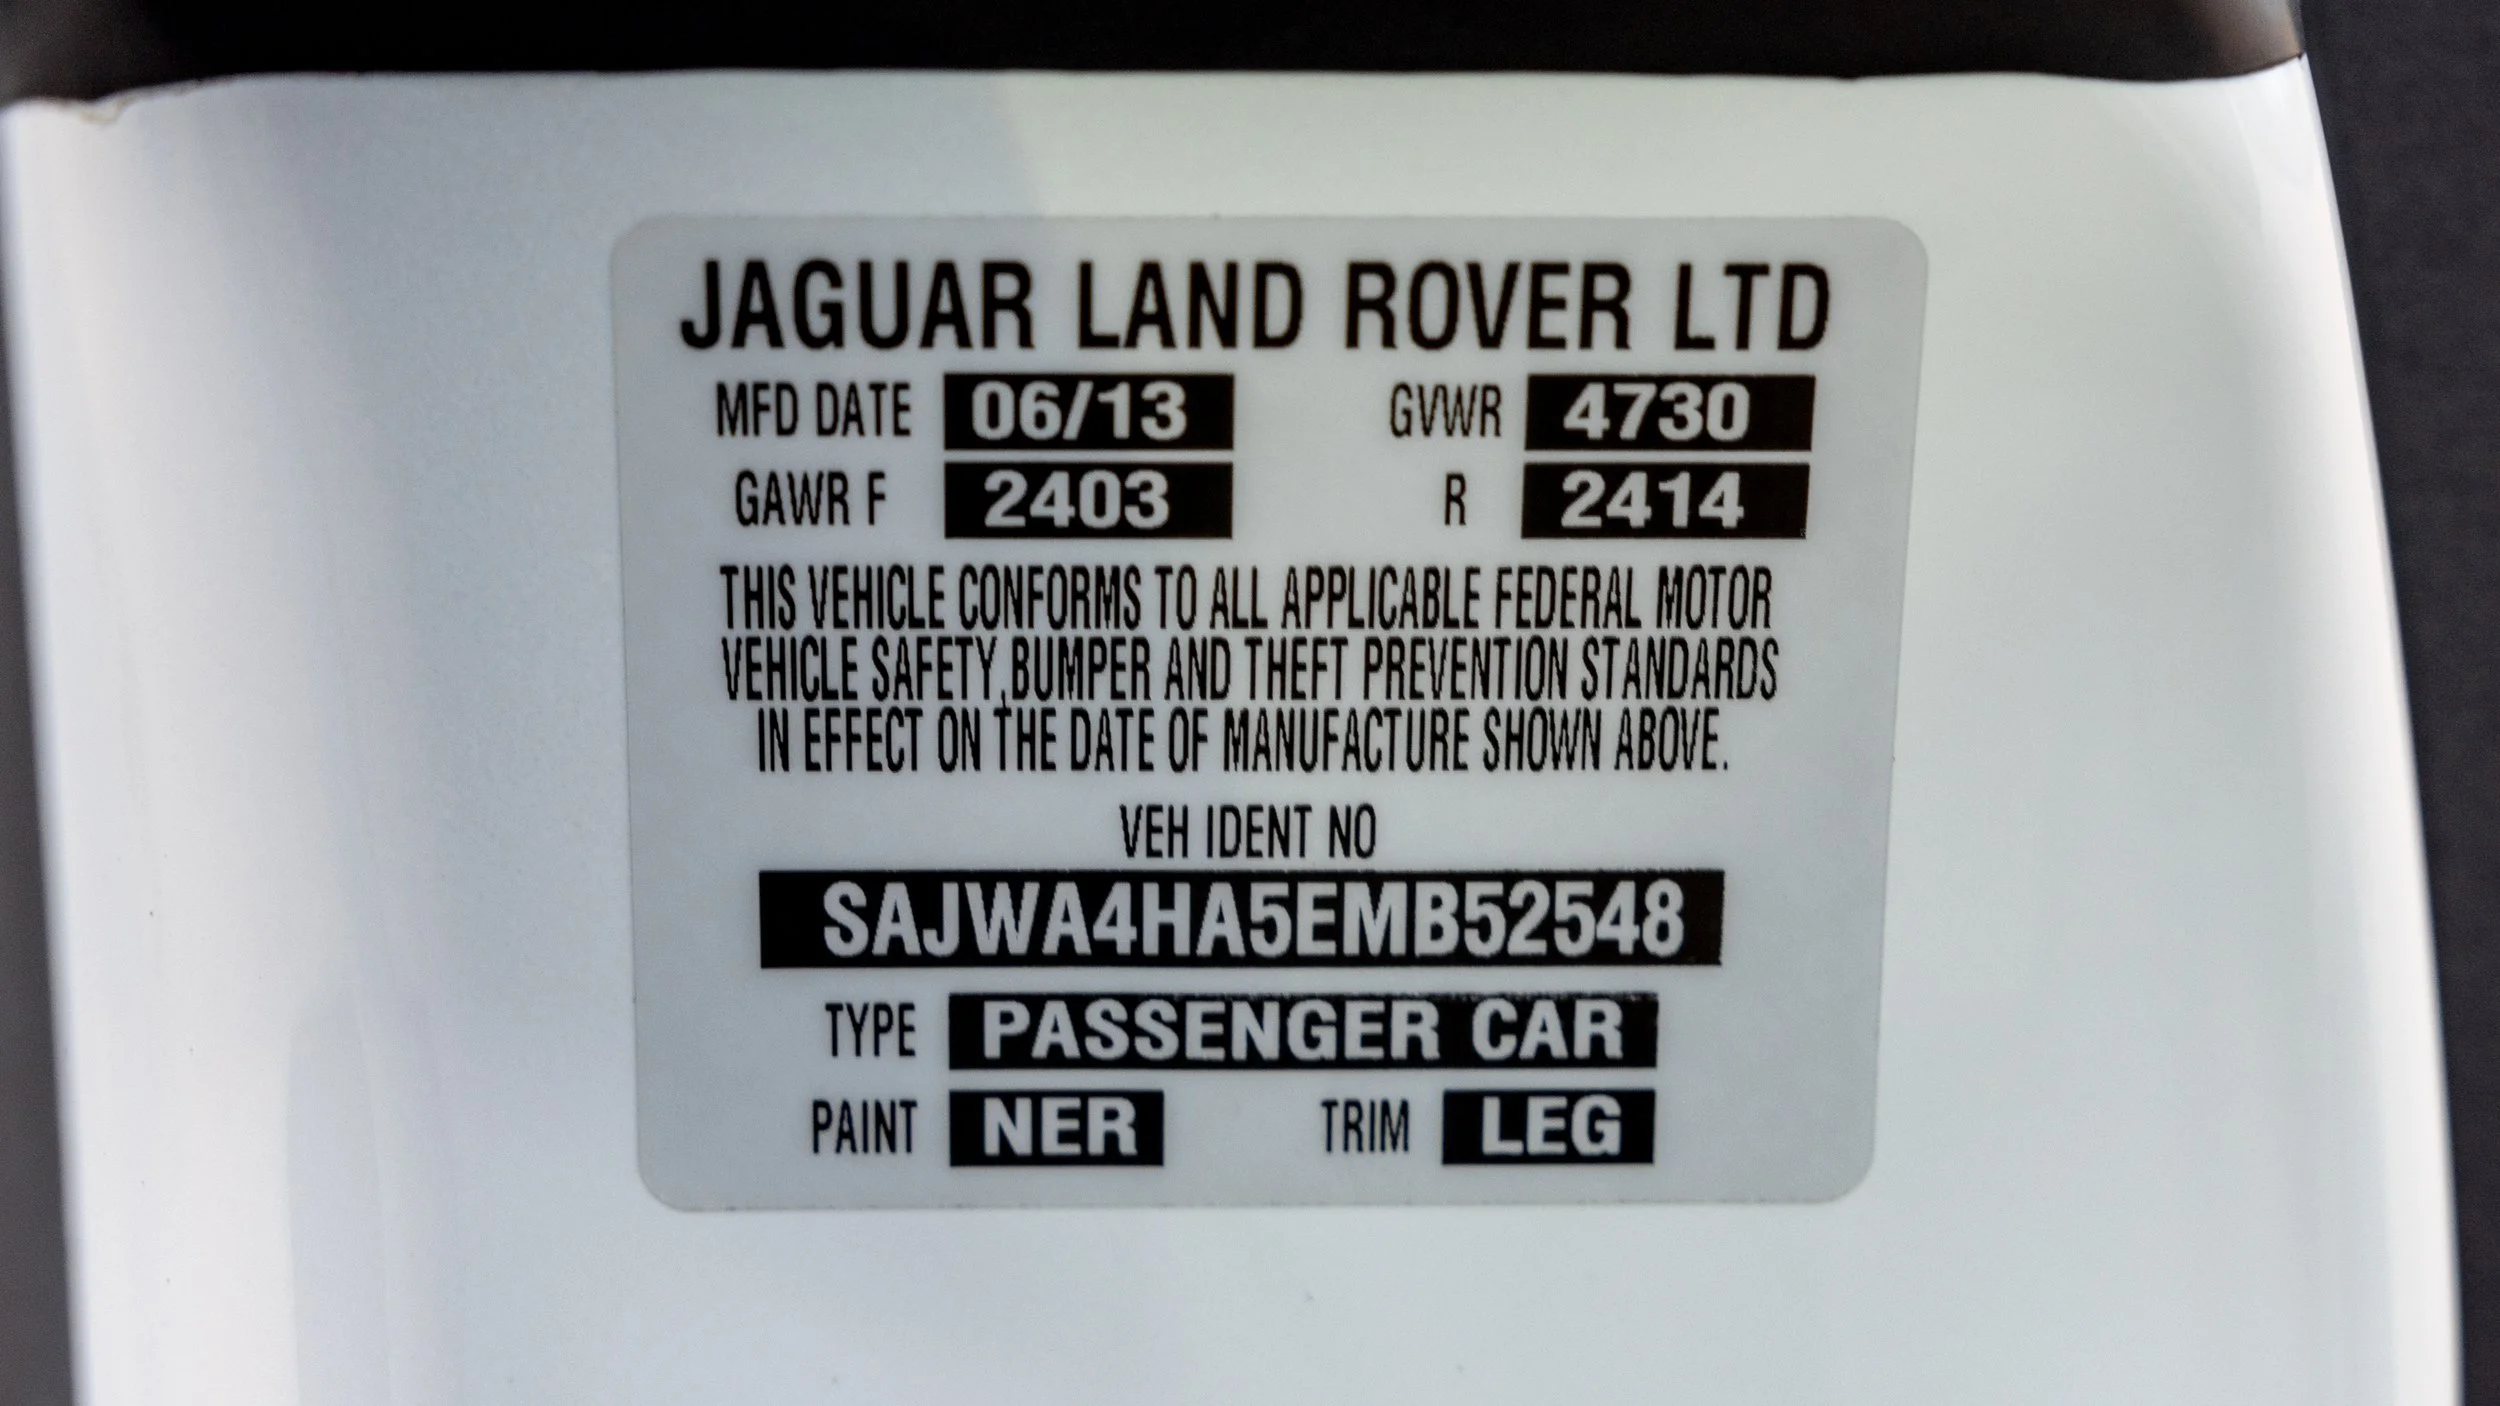 JAGUAR LAND ROVER LTD
MFD DATE 06/13 GVWR 4730
GAWR F 2403 R 2414
THIS VEHICLE CONFORMS TO ALL APPLICABLE FEDERAL MOTOR
VEHICLE SAFETY,BUMPER AND THEFT PREVENTION STANDARDS
IN EFFECT ON THE DATE OF MANUFACTURE SHOWN ABOVE.
VEH IDENT NO
SAJWA4HA5EMB52548
TYPE PASSENGER CAR
PAINT NER TRIM LEG